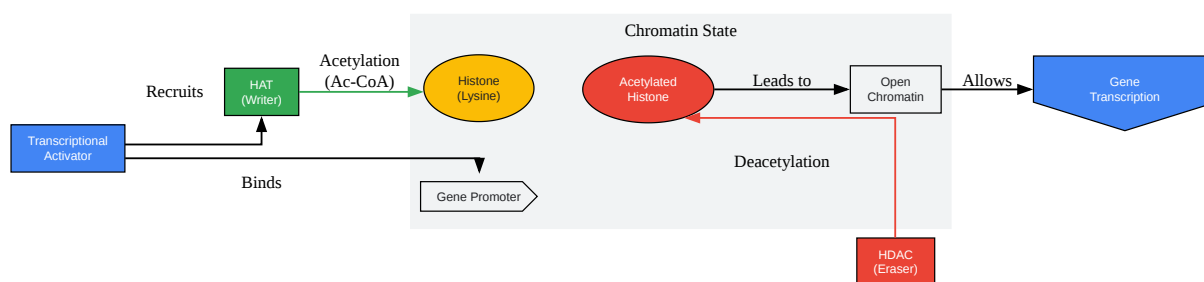 Chromatin State
Acetylation
(Ac-CoA)
Recruits
HAT
(Writer)
Histone
(Lysine)
Acetylated
Histone
Leads to
Open
Chromatin
Allows
Gene
Transcription
Transcriptional
Activator
Binds
Gene Promoter
Deacetylation
HDAC
(Eraser)